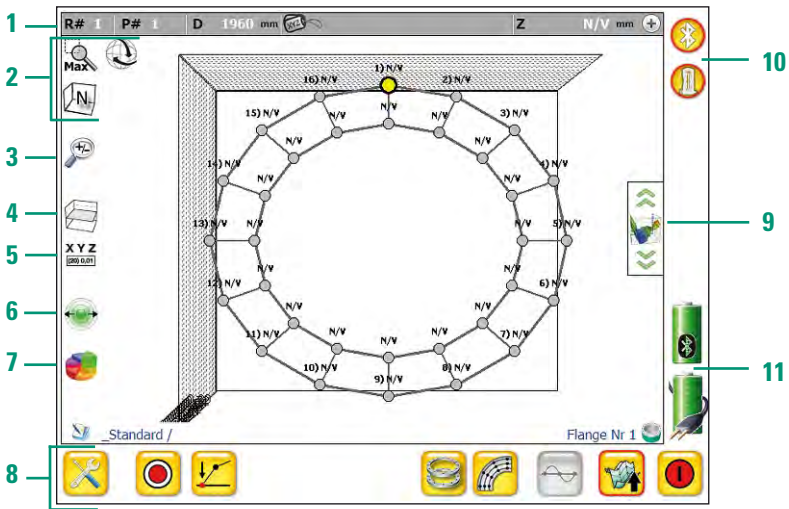 1 R# 1 P# 1 D 1960 mm XYZ Z N/V mm +
10
2 Max
N
16) N/V 1) N/V 2) N/V
N/V N/V N/V
15) N/V 3) N/V
N/V N/V
3 +/-
14) N/V N/V N/V 4) N/V
4
13) N/V N/V N/V 5) N/V
9
5 X Y Z
(20) 0,01
12) N/V N/V N/V 6) N/V
6
N/V N/V
11) N/V N/V N/V N/V 7) N/V
7
10) N/V 9) N/V 8) N/V
11
_Standard / Flange Nr 1
8